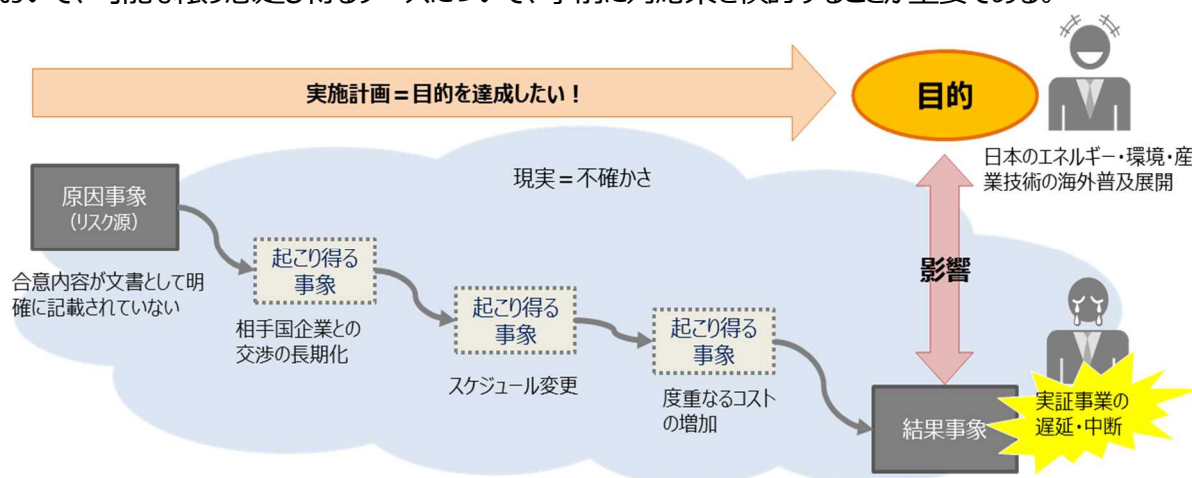 実施計画＝目的を達成したい！
目的
日本のエネルギー・環境・産
業技術の海外普及展開
現実＝不確かさ
原因事象
（リスク源）
合意内容が文書として明
確に記載されていない
起こり得る
事象
相手国企業との
交渉の長期化
起こり得る
事象
スケジュール変更
起こり得る
事象
度重なるコスト
の増加
影響
結果事象
実証事業の
遅延・中断